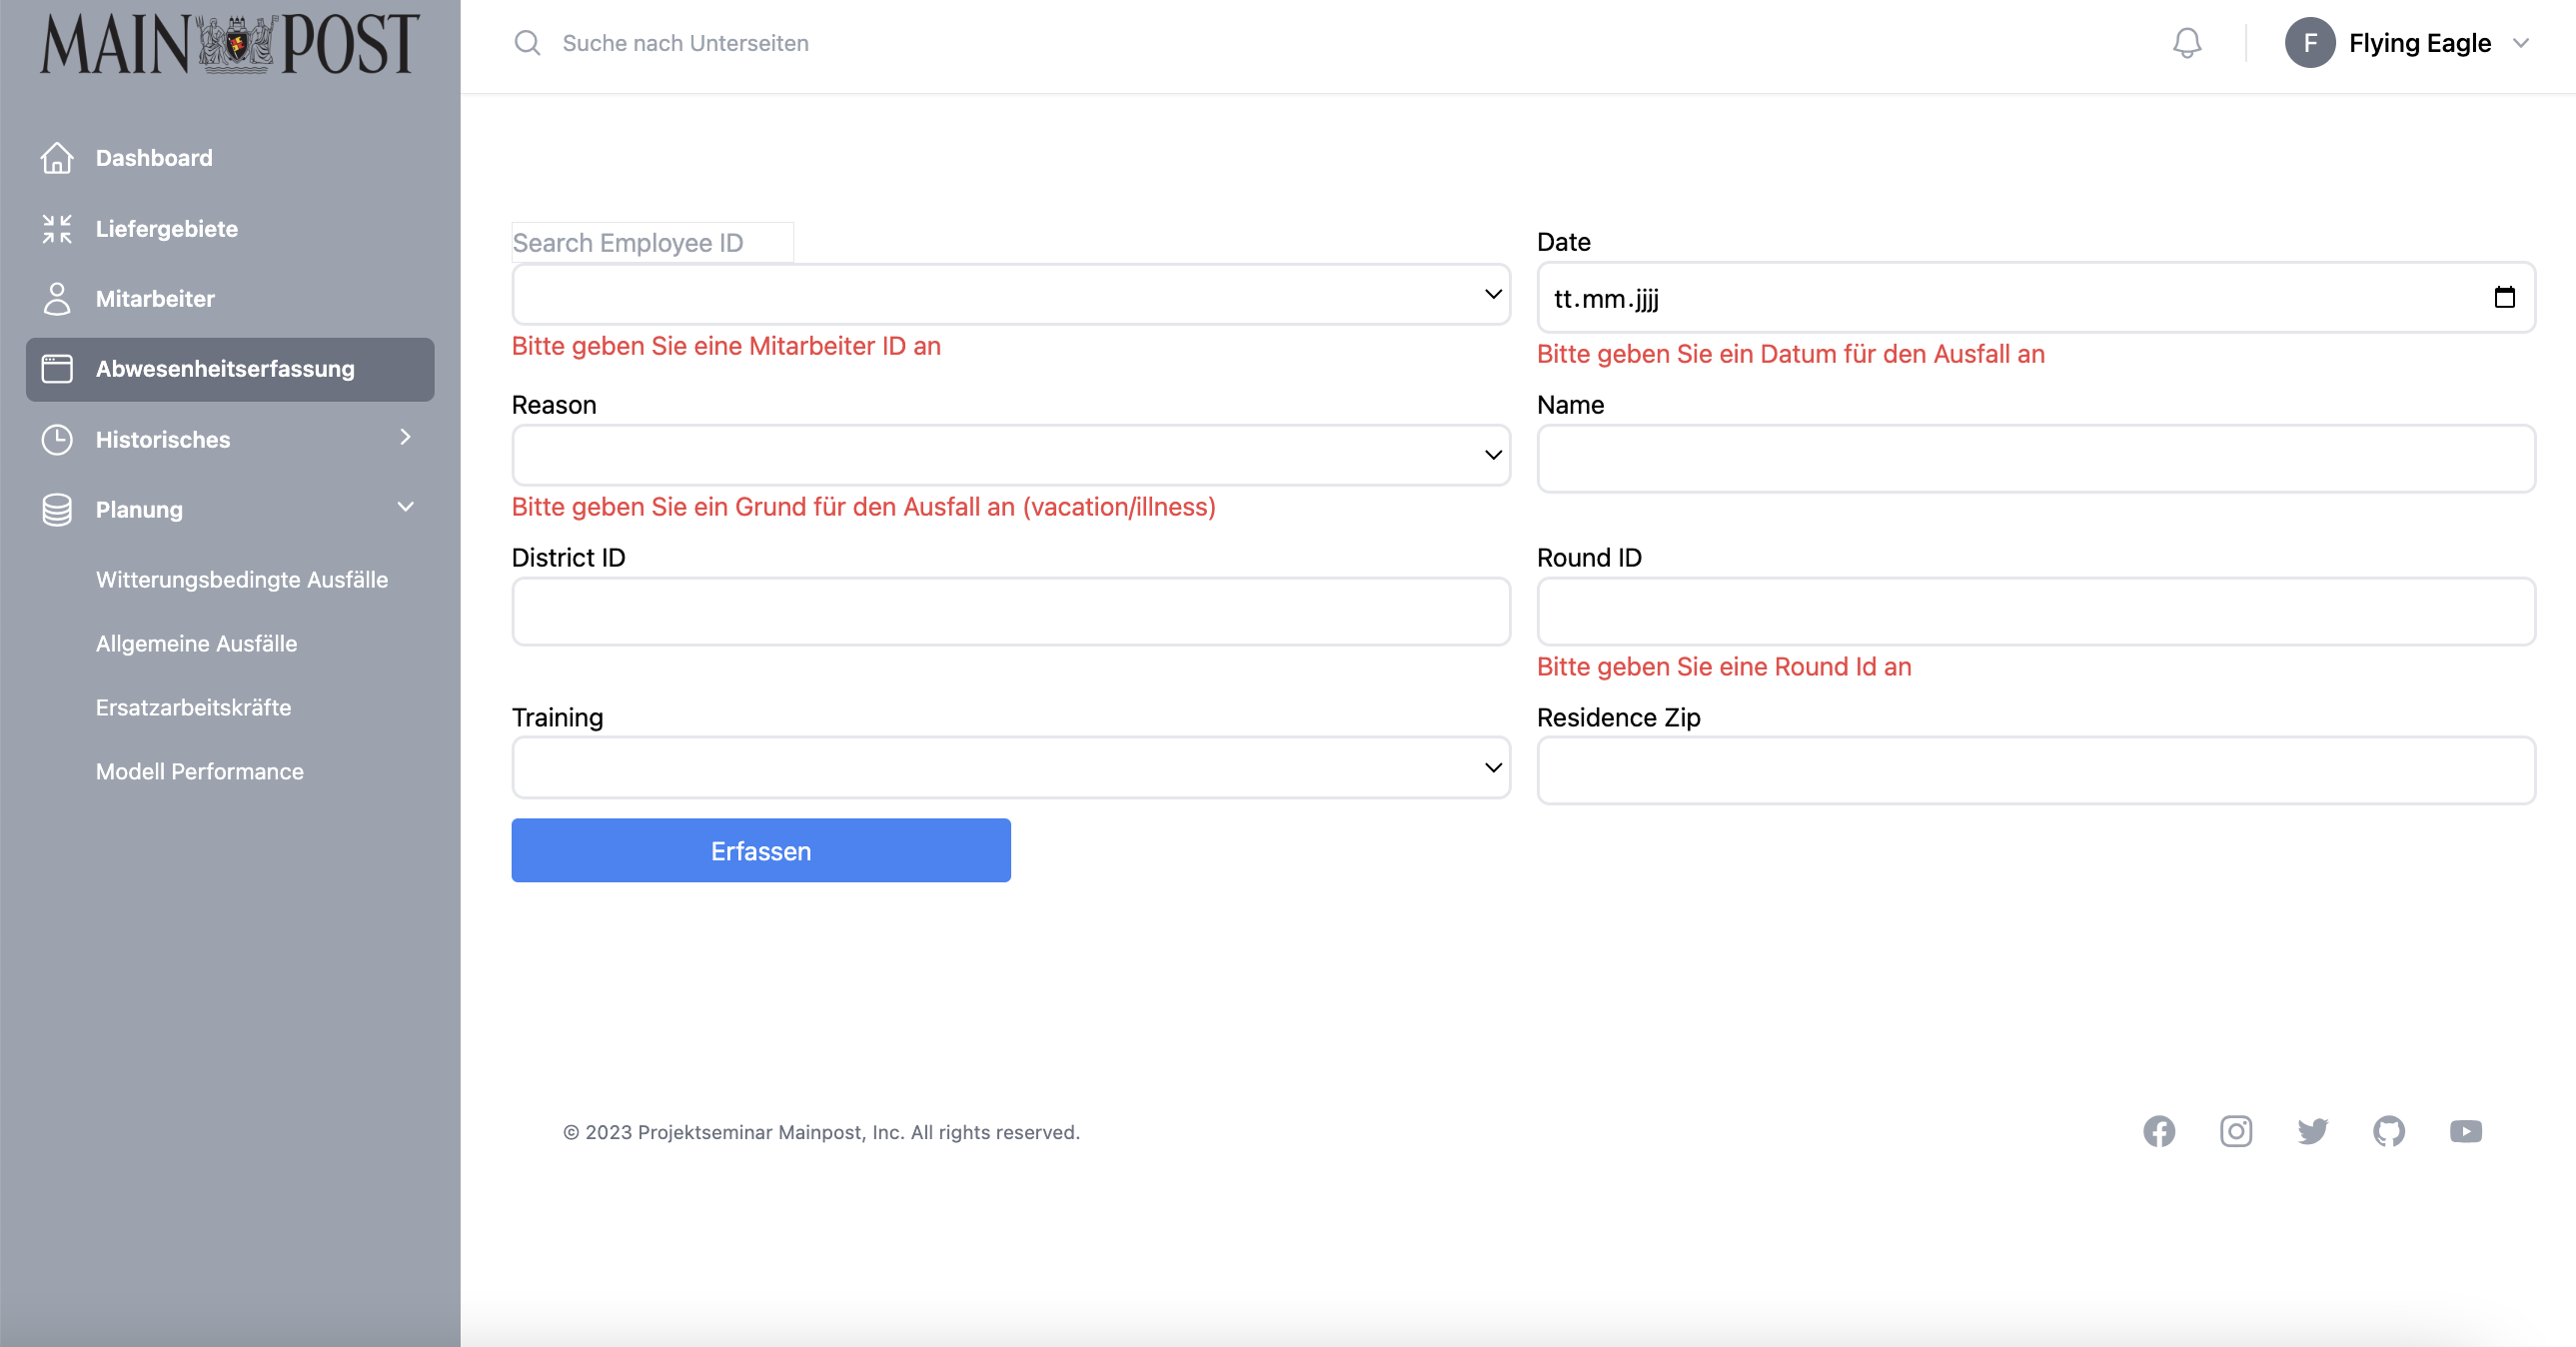 MAIN POST
Dashboard
Liefergebiete
Mitarbeiter
Abwesenheitserfassung
Historisches
Planung
Witterungsbedingte Ausfälle
Allgemeine Ausfälle
Ersatzarbeitskräfte
Modell Performance
Suche nach Unterseiten
F Flying Eagle
Search Employee ID
Bitte geben Sie eine Mitarbeiter ID an
Date
tt.mm.jjjj
Bitte geben Sie ein Datum für den Ausfall an
Reason
Bitte geben Sie ein Grund für den Ausfall an (vacation/illness)
Name
District ID
Round ID
Bitte geben Sie eine Round Id an
Training
Residence Zip
Erfassen
© 2023 Projektseminar Mainpost, Inc. All rights reserved.